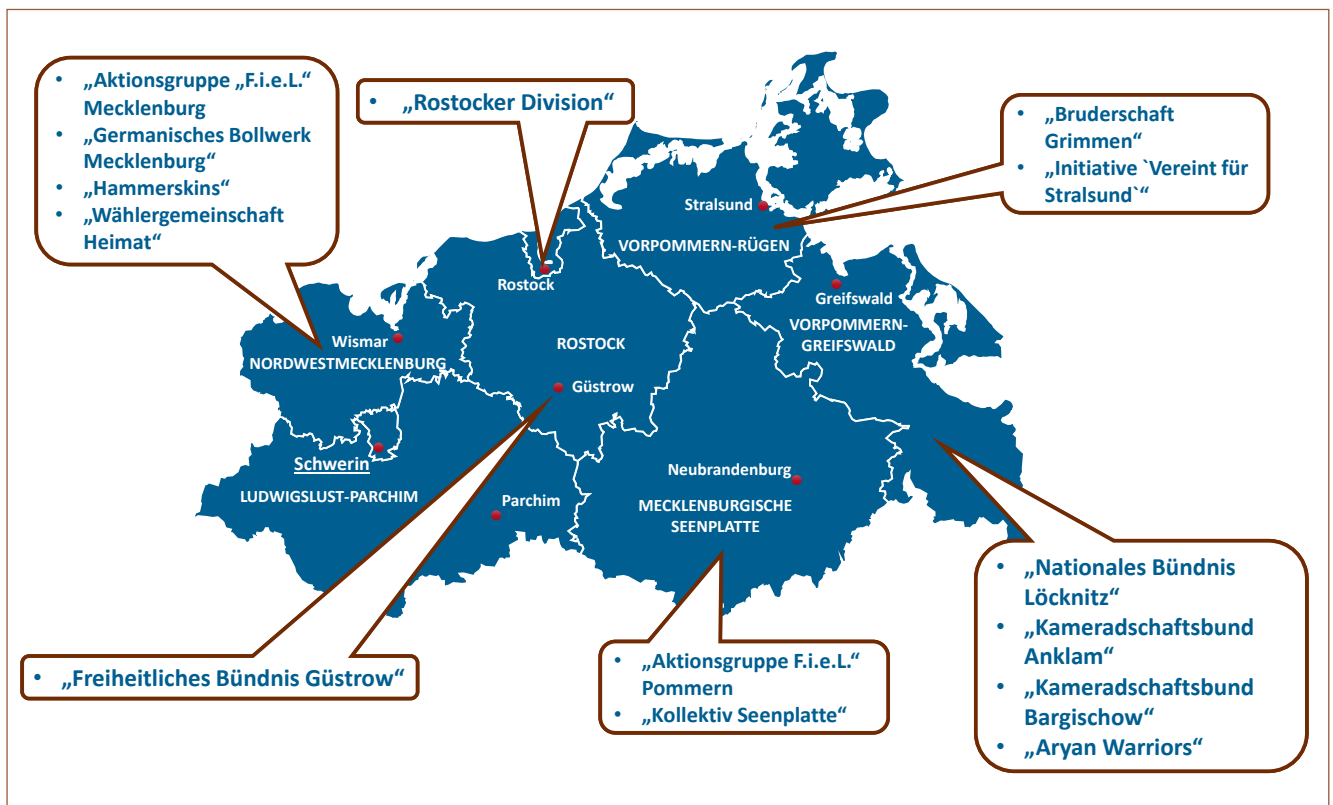 • „Aktionsgruppe „F.i.e.L.“
Mecklenburg
• „Germanisches Bollwerk
Mecklenburg“
• „Hammerskins“
• „Wählergemeinschaft
Heimat“
• „Rostocker Division“
• „Bruderschaft
Grimmen“
• „Initiative `Vereint für
Stralsund`“
Stralsund
VORPOMMERN-RÜGEN
Rostock
Greifswald
VORPOMMERN-
GREIFSWALD
Wismar
NORDWESTMECKLENBURG
ROSTOCK
Güstrow
Schwerin
LUDWIGSLUST-PARCHIM
Parchim
Neubrandenburg
MECKLENBURGISCHE
SEENPLATTE
• „Freiheitliches Bündnis Güstrow“
• „Aktionsgruppe F.i.e.L.“
Pommern
• „Kollektiv Seenplatte“
• „Nationales Bündnis
Löcknitz“
• „Kameradschaftsbund
Anklam“
• „Kameradschaftsbund
Bargischow“
• „Aryan Warriors“